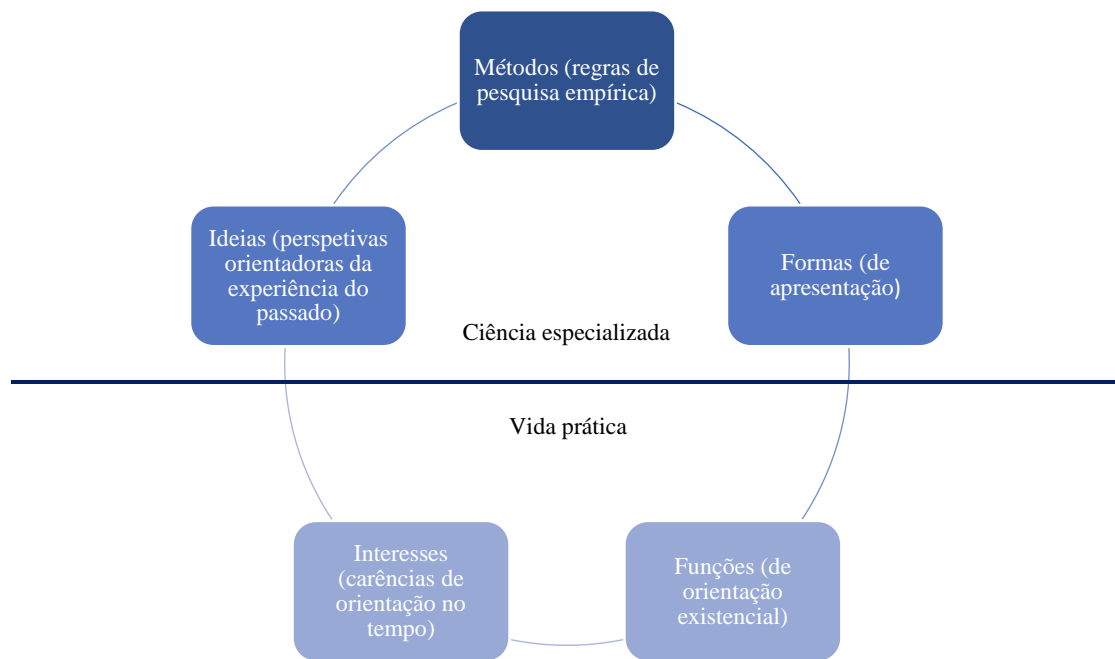 Métodos (regras de
pesquisa empírica)
Ideias (perspetivas
orientadoras da
experiência do
passado)
Formas (de
apresentação)
Ciência especializada
Vida prática
Interesses
(carências de
orientação no
tempo)
Funções (de
orientação
existencial)